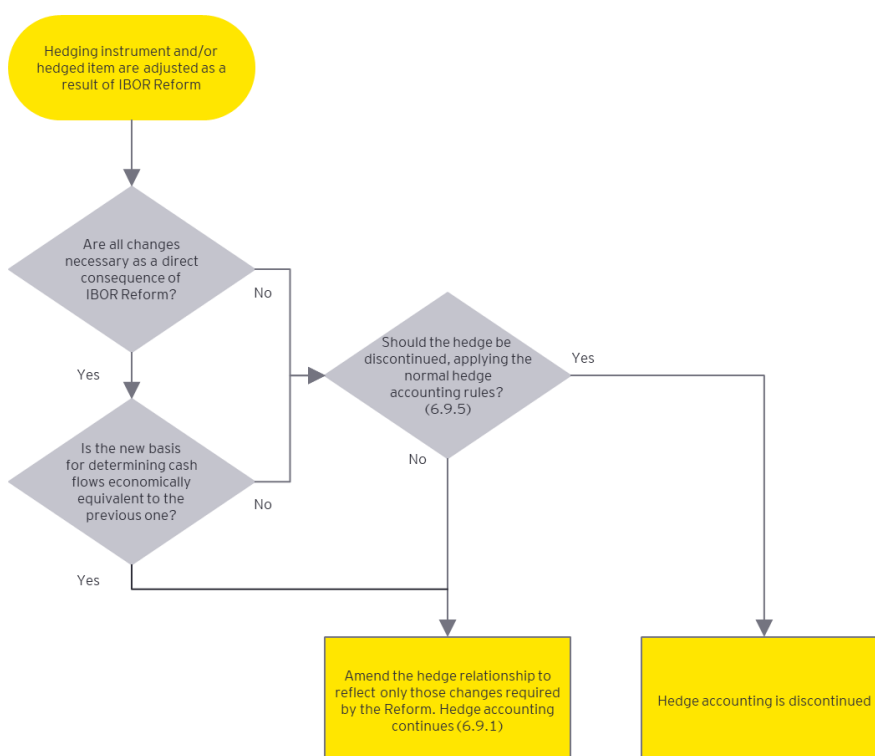 Hedging instrument and/or
hedged item are adjusted as a
result of IBOR Reform
Are all changes
necessary as a direct
consequence of
IBOR Reform?
No
Yes
Should the hedge be
discontinued, applying the
normal hedge
accounting rules?
(6.9.5)
Yes
No
Is the new basis
for determining cash
flows economically
equivalent to the
previous one?
No
Yes
Amend the hedge relationship to
reflect only those changes required
by the Reform. Hedge accounting
continues (6.9.1)
Hedge accounting is discontinued